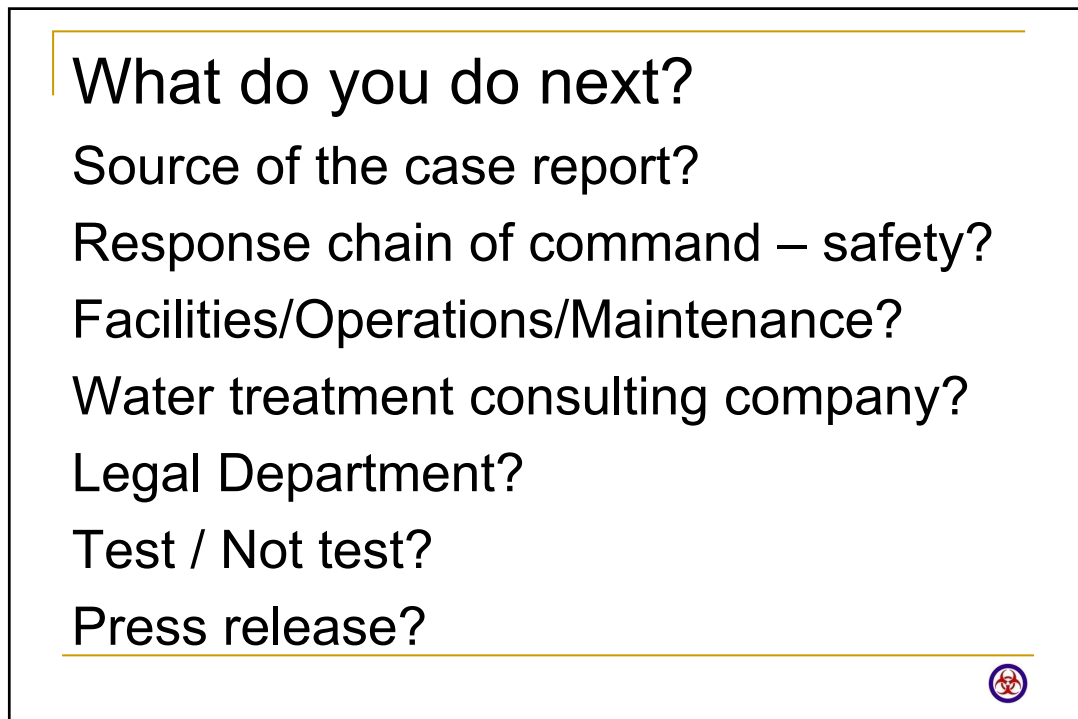 What do you do next?
Source of the case report?
Response chain of command – safety?
Facilities/Operations/Maintenance?
Water treatment consulting company?
Legal Department?
Test / Not test?
Press release?